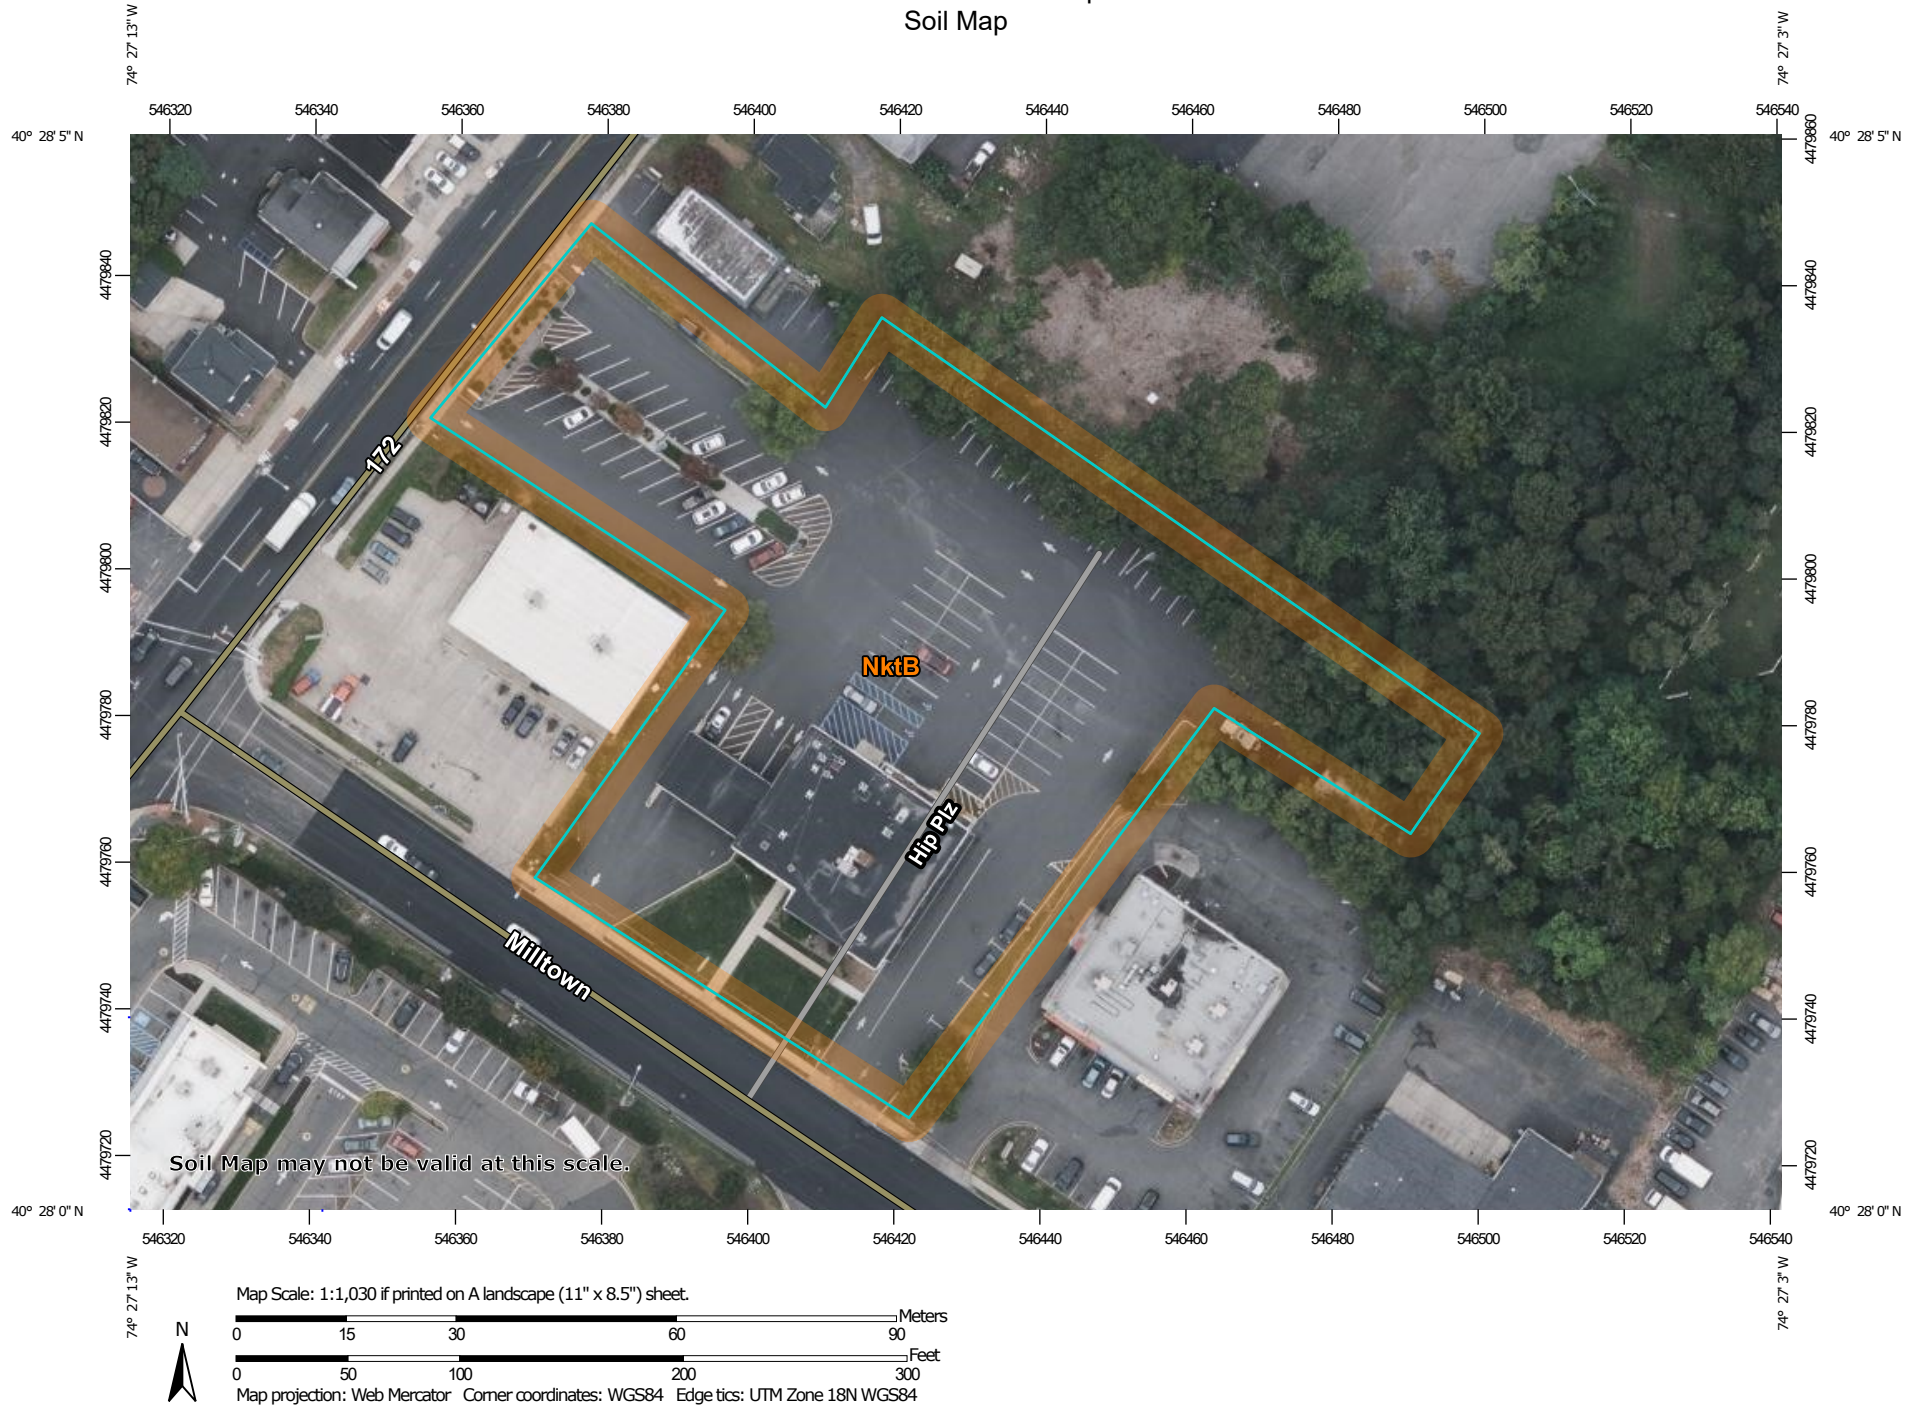 Soil Map
74° 27' 13" W
74° 27' 3" W
546320 546340 546360 546380 546400 546420 546440 546460 546480 546500 546520 546540
40° 28' 5" N
40° 28' 5" N
4479860
4479840
4479840
4479820
4479820
172
4479800
4479800
NktB
4479780
4479780
Hip Plz
4479760
4479760
Milltown
4479740
4479740
4479720
4479720
Soil Map may not be valid at this scale.
40° 28' 0" N
40° 28' 0" N
546320 546340 546360 546380 546400 546420 546440 546460 546480 546500 546520 546540
74° 27' 13" W
74° 27' 3" W
Map Scale: 1:1,030 if printed on A landscape (11" x 8.5") sheet.
Meters
0 15 30 60 90
N
Feet
0 50 100 200 300
Map projection: Web Mercator Corner coordinates: WGS84 Edge tics: UTM Zone 18N WGS84